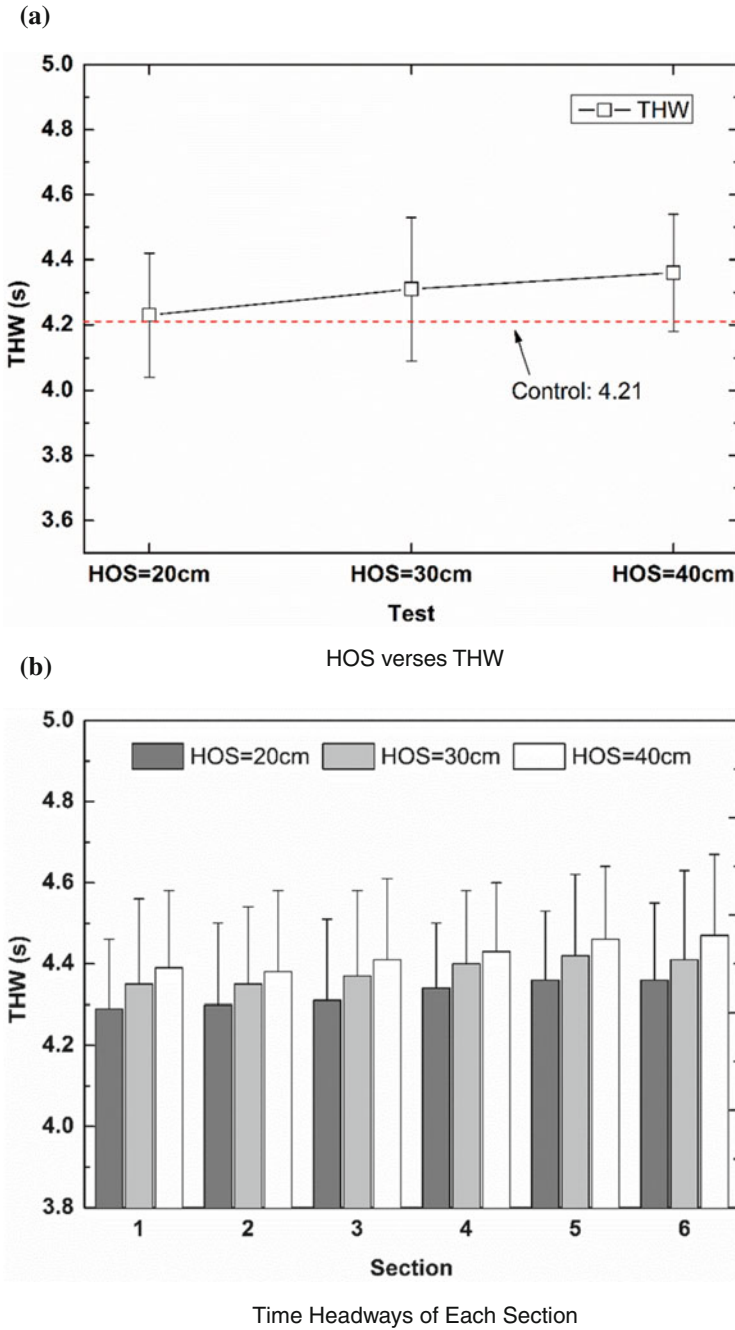 (a)
5.0
THW
4.8
4.6
4.4
4.2
4.0
3.8
3.6
THW (s)
Control: 4.21
HOS=20cm HOS=30cm HOS=40cm
Test
HOS verses THW
(b)
5.0
HOS=20cm HOS=30cm HOS=40cm
4.8
4.6
4.4
4.2
4.0
3.8
THW (s)
1 2 3 4 5 6
Section
Time Headways of Each Section